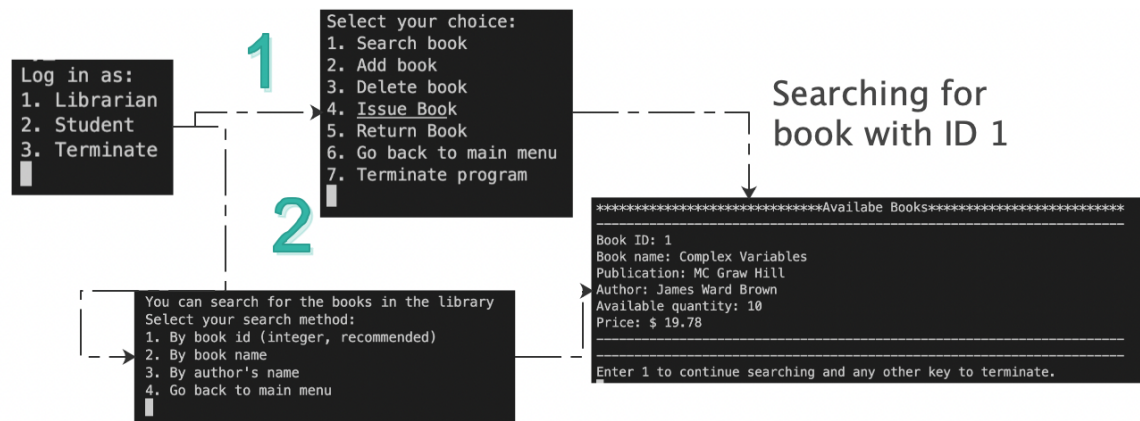 Log in as:
1. Librarian
2. Student
3. Terminate
1
Select your choice:
1. Search book
2. Add book
3. Delete book
4. Issue Book
5. Return Book
6. Go back to main menu
7. Terminate program
Searching for
book with ID 1
2
You can search for the books in the library
Select your search method:
1. By book id (integer, recommended)
2. By book name
3. By author's name
4. Go back to main menu
******************************Availabe Books**************************
Book ID: 1
Book name: Complex Variables
Publication: MC Graw Hill
Author: James Ward Brown
Available quantity: 10
Price: $ 19.78
Enter 1 to continue searching and any other key to terminate.